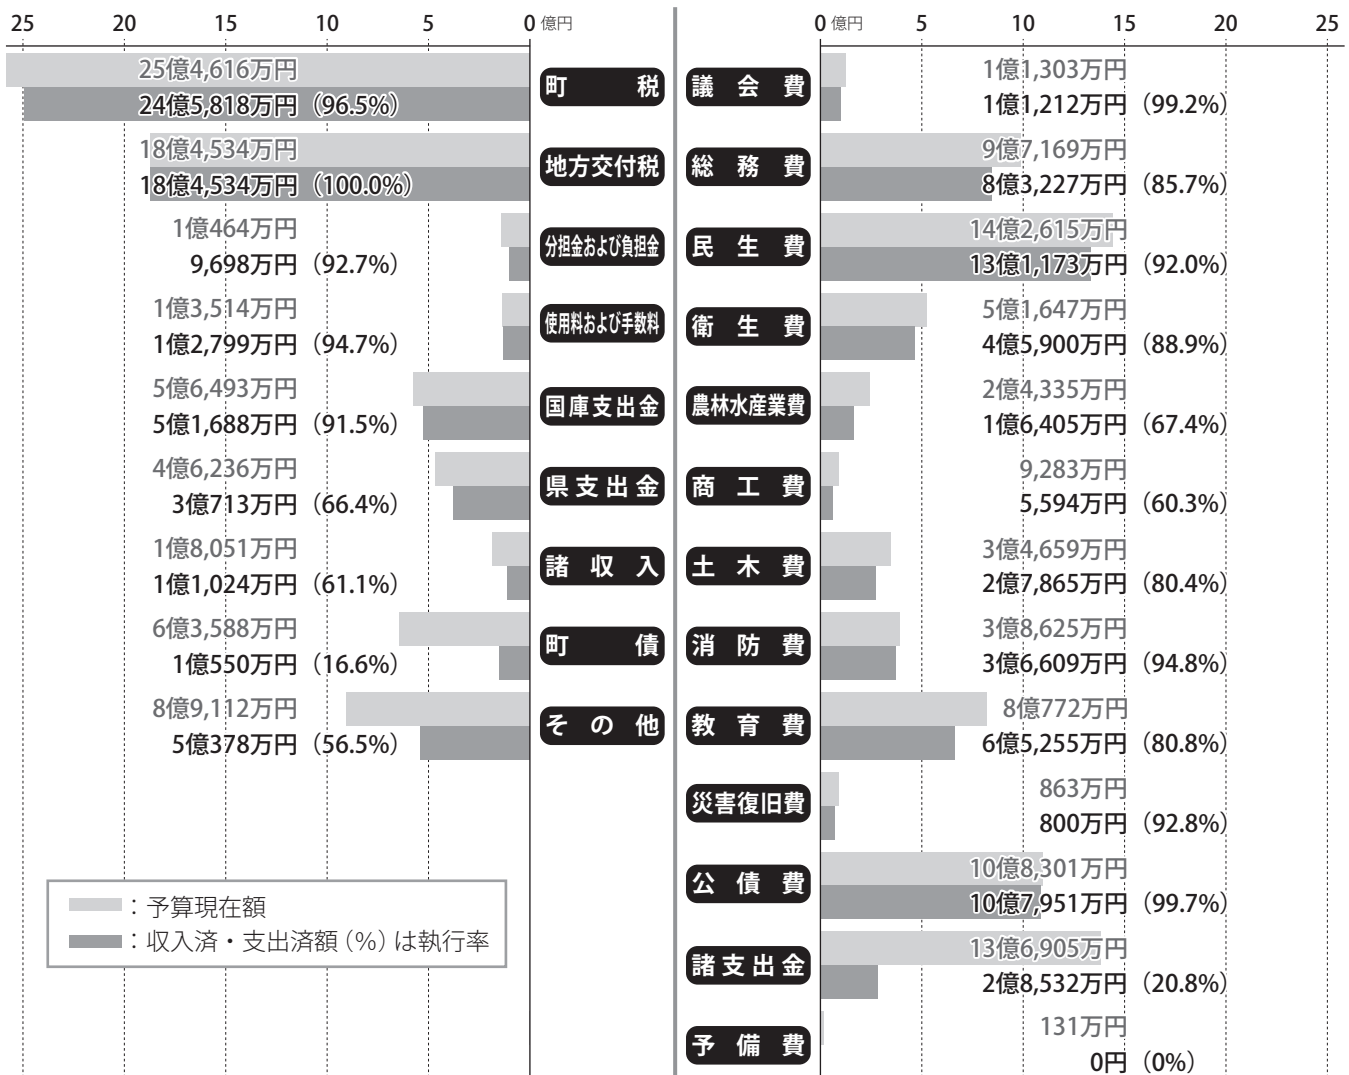 25 20 15 10 5 0 億円
0 億円 5 10 15 20 25
25億4,616万円
24億5,818万円（96.5%）
町税
議会費
1億1,303万円
1億1,212万円（99.2%）
18億4,534万円
18億4,534万円（100.0%）
地方交付税
総務費
9億7,169万円
8億3,227万円（85.7%）
1億464万円
9,698万円（92.7%）
分担金および負担金
民生費
14億2,615万円
13億1,173万円（92.0%）
1億3,514万円
1億2,799万円（94.7%）
使用料および手数料
衛生費
5億1,647万円
4億5,900万円（88.9%）
5億6,493万円
5億1,688万円（91.5%）
国庫支出金
農林水産業費
2億4,335万円
1億6,405万円（67.4%）
4億6,236万円
3億713万円（66.4%）
県支出金
商工費
9,283万円
5,594万円（60.3%）
1億8,051万円
1億1,024万円（61.1%）
諸収入
土木費
3億4,659万円
2億7,865万円（80.4%）
6億3,588万円
1億550万円（16.6%）
町債
消防費
3億8,625万円
3億6,609万円（94.8%）
8億9,112万円
5億378万円（56.5%）
その他
教育費
8億772万円
6億5,255万円（80.8%）
災害復旧費
863万円
800万円（92.8%）
公債費
10億8,301万円
10億7,951万円（99.7%）
諸支出金
13億6,905万円
2億8,532万円（20.8%）
予備費
131万円
0円（0%）
：予算現在額
：収入済・支出済額（%）は執行率